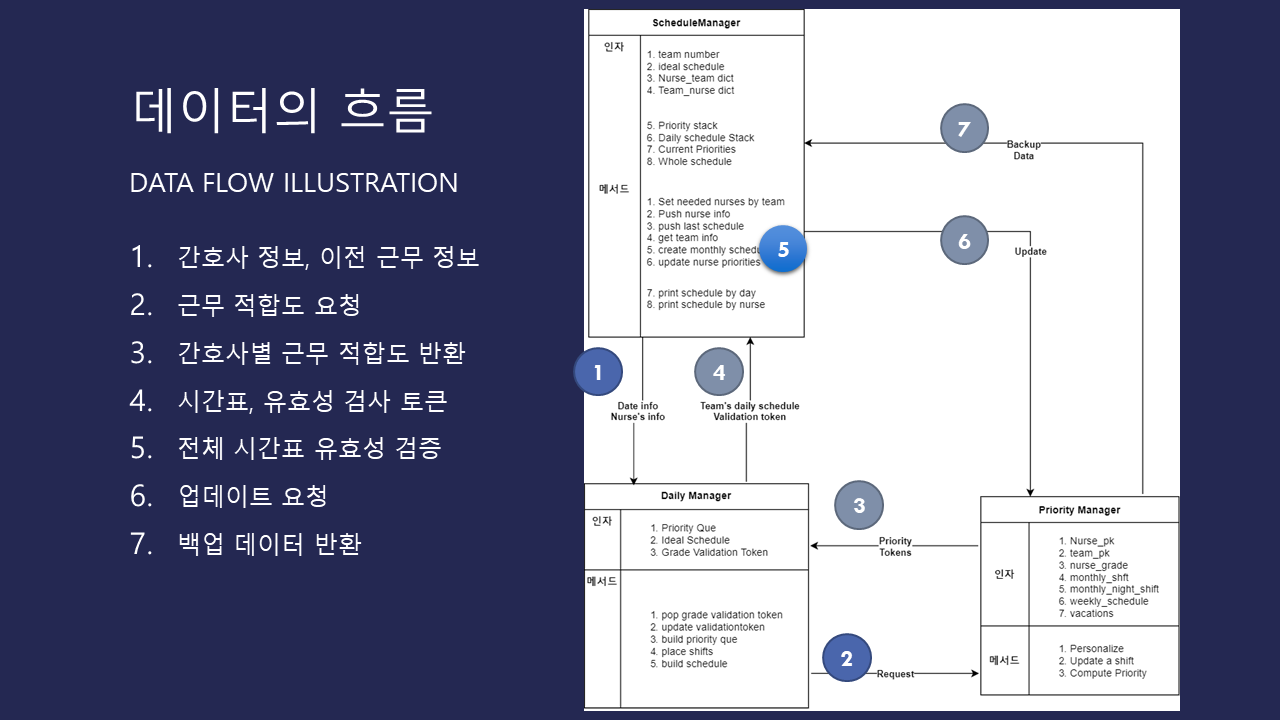 데이터의 흐름
DATA FLOW ILLUSTRATION
1. 간호사 정보, 이전 근무 정보
2. 근무 적합도 요청
3. 간호사별 근무 적합도 반환
4. 시간표, 유효성 검사 토큰
5. 전체 시간표 유효성 검증
6. 업데이트 요청
7. 백업 데이터 반환
ScheduleManager
인자
1. team number
2. ideal schedule
3. Nurse_team dict
4. Team_nurse dict
5. Priority stack
6. Daily schedule Stack
7. Current Priorities
8. Whole schedule
메서드
1. Set needed nurses by team
2. Push nurse info
3. push last schedule
4. get team info
5. create monthly
6. update nurse priorities
7. print schedule by day
8. print schedule by nurse
5
7
Backup
Data
6
Update
1
Date info
Nurse's info
4
Team's daily schedule
Validation token
Daily Manager
인자
1. Priority Que
2. Ideal Schedule
3. Grade Validation Token
메서드
1. pop grade validation token
2. update validationtoken
3. build priority que
4. place shifts
5. build schedule
3
Priority
Tokens
2
Request
Priority Manager
인자
1. Nurse_pk
2. team_pk
3. nurse_grade
4. monthly_shft
5. monthly_night_shift
6. weekly_schedule
7. vacations
메서드
1. Personalize
2. Update a shift
3. Compute Priority